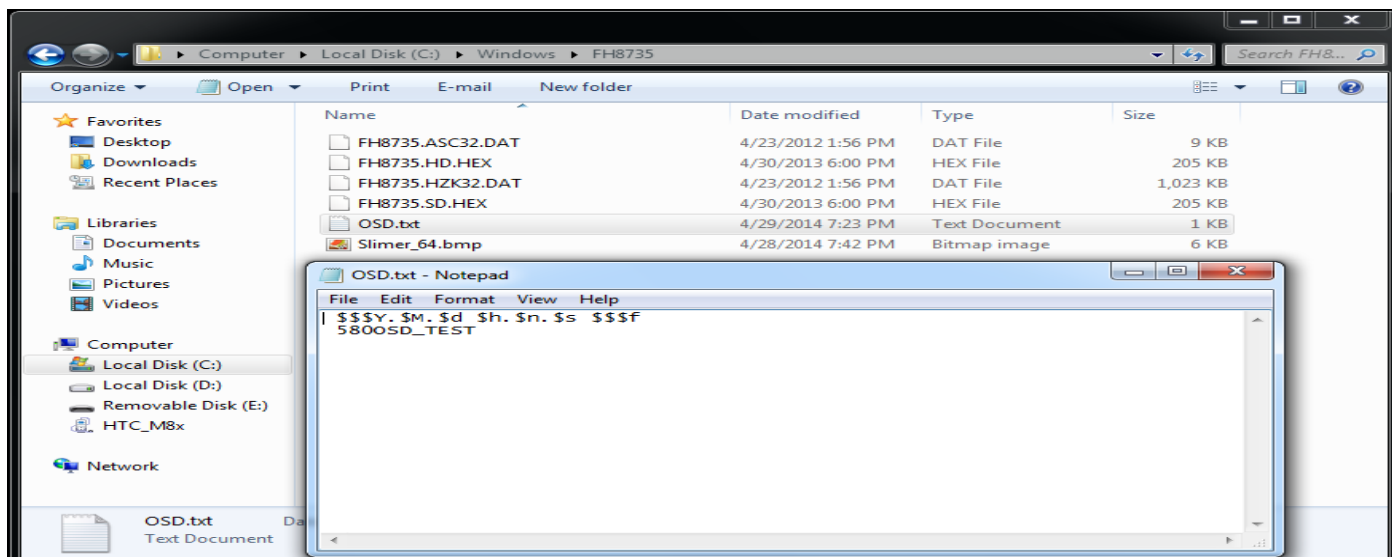 Computer Local Disk (C:) Windows FH8735
Search FH8...
Organize Open Print E-mail New folder
Favorites
Desktop
Downloads
Recent Places
Libraries
Documents
Music
Pictures
Videos
Computer
Local Disk (C:)
Local Disk (D:)
Removable Disk (E:)
HTC_M8x
Network
Name Date modified Type Size
FH8735.ASC32.DAT 4/23/2012 1:56 PM DAT File 9 KB
FH8735.HD.HEX 4/30/2013 6:00 PM HEX File 205 KB
FH8735.HZK32.DAT 4/23/2012 1:56 PM DAT File 1,023 KB
FH8735.SD.HEX 4/30/2013 6:00 PM HEX File 205 KB
OSD.txt 4/29/2014 7:23 PM Text Document 1 KB
Slimer_64.bmp 4/28/2014 7:42 PM Bitmap image 6 KB
OSD.txt - Notepad
File Edit Format View Help
$$$Y.$M.$d $h.$n.$s $$$f
580OSD_TEST
OSD.txt Da
Text Document